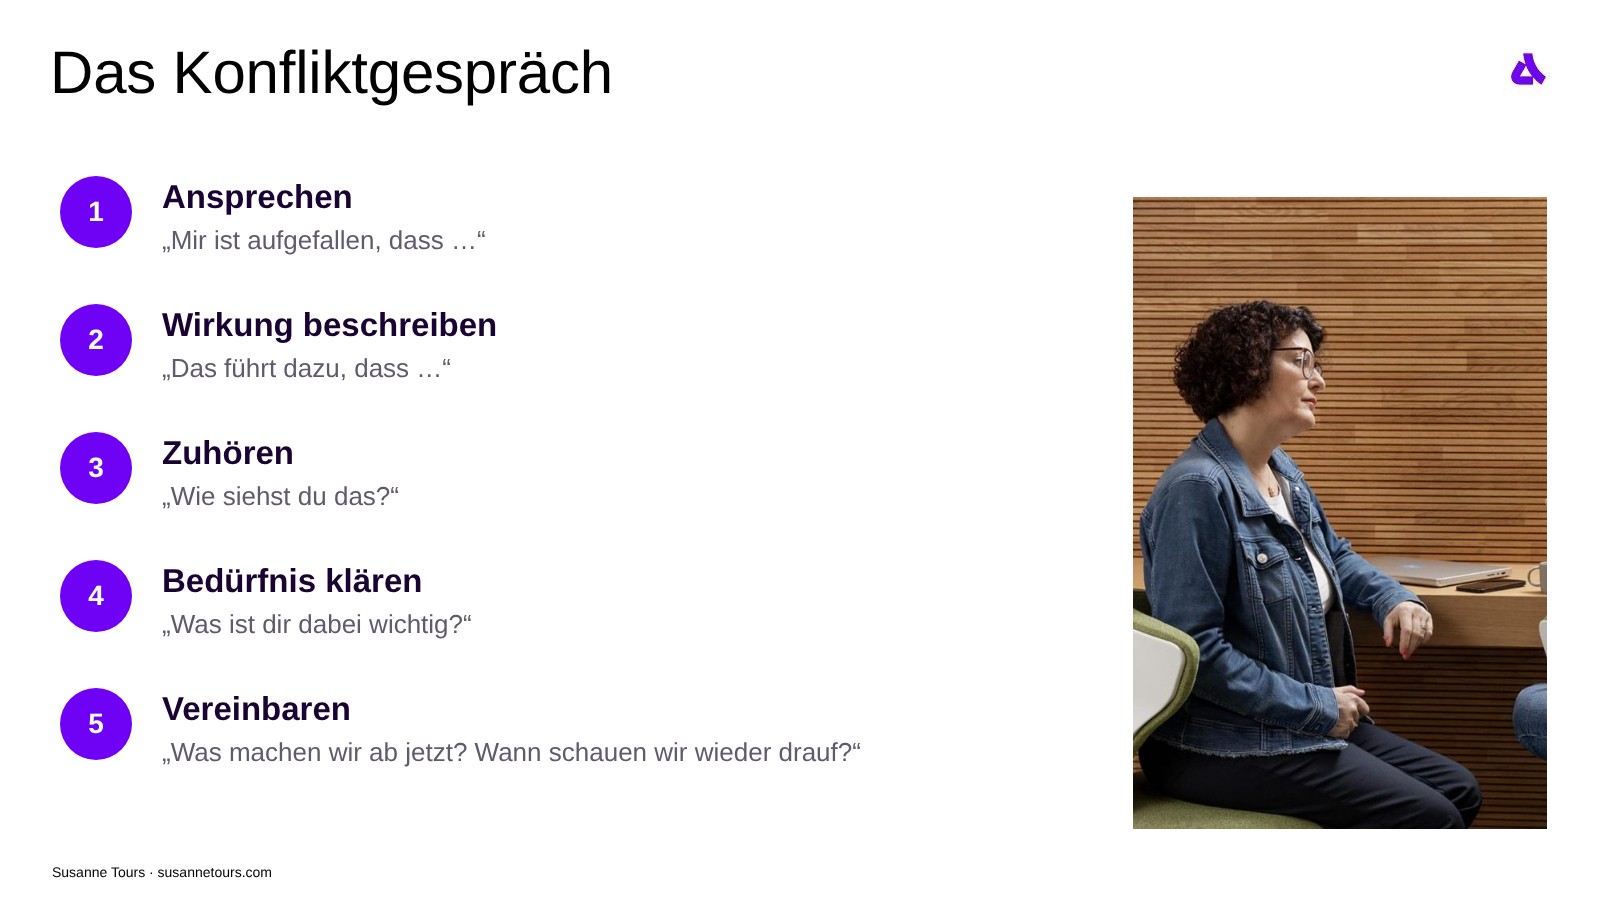 Das Konfliktgespräch
1
Ansprechen
„Mir ist aufgefallen, dass …“
2
Wirkung beschreiben
„Das führt dazu, dass …“
3
Zuhören
„Wie siehst du das?“
4
Bedürfnis klären
„Was ist dir dabei wichtig?“
5
Vereinbaren
„Was machen wir ab jetzt? Wann schauen wir wieder drauf?“
Susanne Tours · susannetours.com